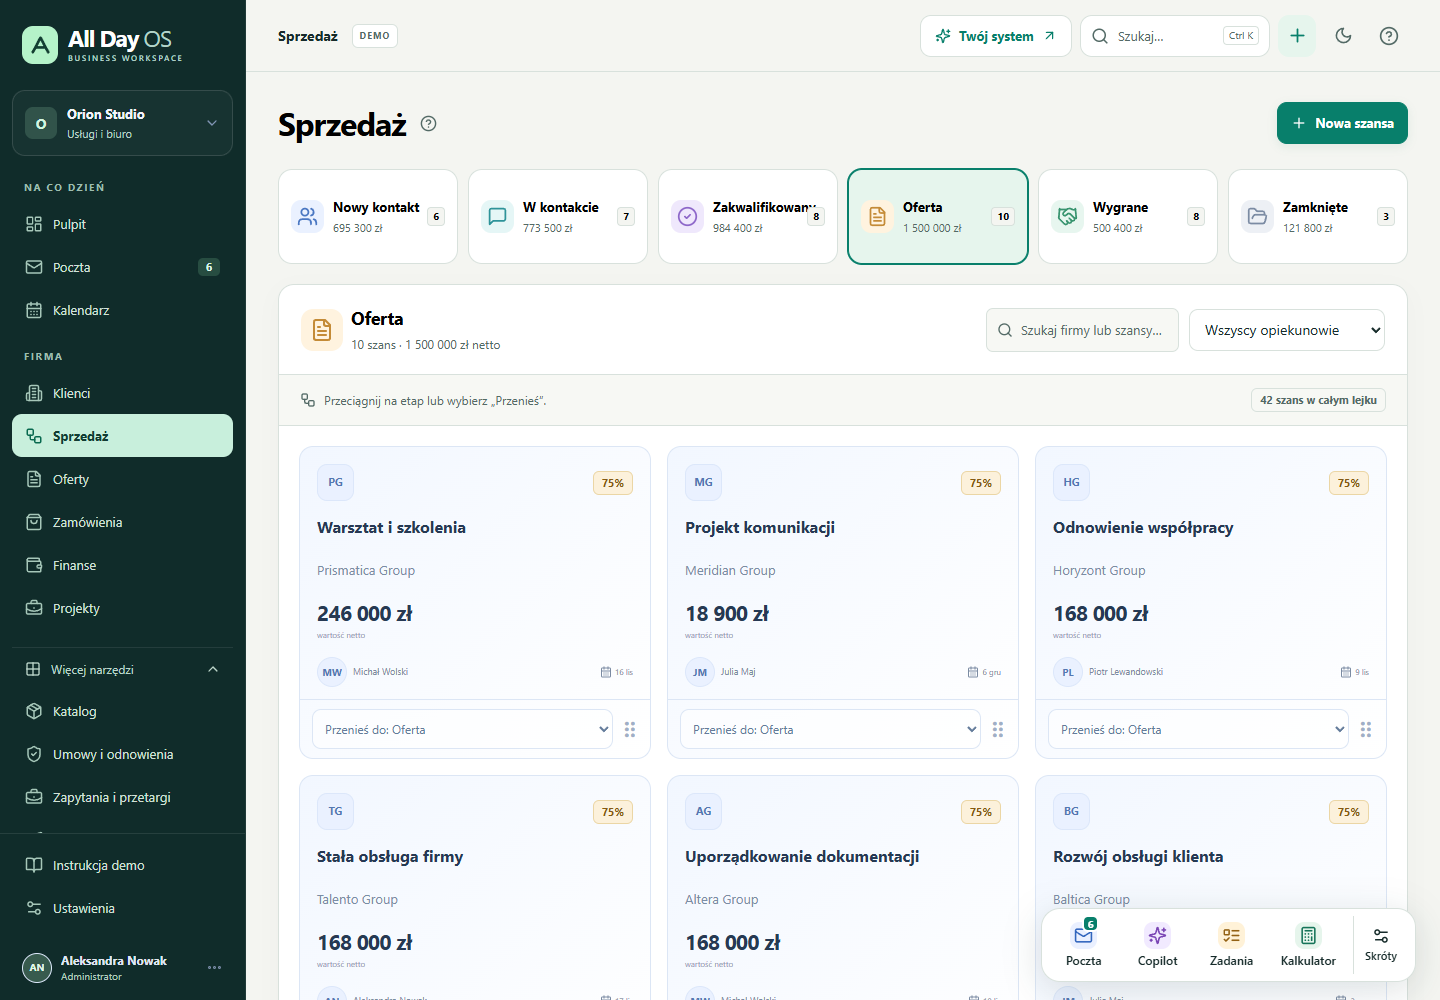 All Day OS
BUSINESS WORKSPACE
O
Orion Studio
Usługi i biuro
NA CO DZIEŃ
Pulpit
Poczta
6
Kalendarz
FIRMA
Klienci
Sprzedaż
Oferty
Zamówienia
Finanse
Projekty
Więcej narzędzi
Katalog
Umowy i odnowienia
Zapytania i przetargi
Instrukcja demo
Ustawienia
AN
Aleksandra Nowak
Administrator
Sprzedaż
DEMO
Twój system
Szukaj...
Ctrl K
Sprzedaż
Nowa szansa
Nowy kontakt
695 300 zł
6
W kontakcie
773 500 zł
7
Zakwalifikowany
984 400 zł
8
Oferta
1 500 000 zł
10
Wygrane
500 400 zł
8
Zamknięte
121 800 zł
3
Oferta
10 szans · 1 500 000 zł netto
Szukaj firmy lub szansy...
Wszyscy opiekunowie
Przeciągnij na etap lub wybierz „Przenieś”.
42 szans w całym lejku
PG
75%
Warsztat i szkolenia
Prismatica Group
246 000 zł
wartość netto
MW
Michał Wolski
16 lis
Przenieś do: Oferta
MG
75%
Projekt komunikacji
Meridian Group
18 900 zł
wartość netto
JM
Julia Maj
6 gru
Przenieś do: Oferta
HG
75%
Odnowienie współpracy
Horyzont Group
168 000 zł
wartość netto
PL
Piotr Lewandowski
9 lis
Przenieś do: Oferta
TG
75%
Stała obsługa firmy
Talento Group
168 000 zł
wartość netto
AG
75%
Uporządkowanie dokumentacji
Altera Group
168 000 zł
wartość netto
BG
75%
Rozwój obsługi klienta
Baltica Group
6
Poczta
Copilot
Zadania
Kalkulator
Skróty